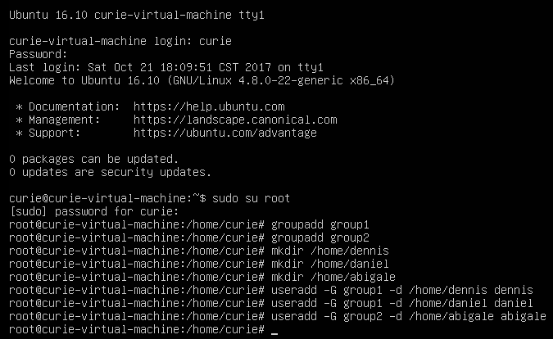 Ubuntu 16.10 curie-virtual-machine tty1
curie-virtual-machine login: curie
Password:
Last login: Sat Oct 21 18:09:51 CST 2017 on tty1
Welcome to Ubuntu 16.10 (GNU/Linux 4.8.0-22-generic x86_64)
* Documentation:  https://help.ubuntu.com
* Management:     https://landscape.canonical.com
* Support:        https://ubuntu.com/advantage
0 packages can be updated.
0 updates are security updates.
curie@curie-virtual-machine:~$ sudo su root
[sudo] password for curie:
root@curie-virtual-machine:/home/curie# groupadd group1
root@curie-virtual-machine:/home/curie# groupadd group2
root@curie-virtual-machine:/home/curie# mkdir /home/dennis
root@curie-virtual-machine:/home/curie# mkdir /home/daniel
root@curie-virtual-machine:/home/curie# mkdir /home/abigale
root@curie-virtual-machine:/home/curie# useradd -G group1 -d /home/dennis dennis
root@curie-virtual-machine:/home/curie# useradd -G group1 -d /home/daniel daniel
root@curie-virtual-machine:/home/curie# useradd -G group2 -d /home/abigale abigale
root@curie-virtual-machine:/home/curie# _